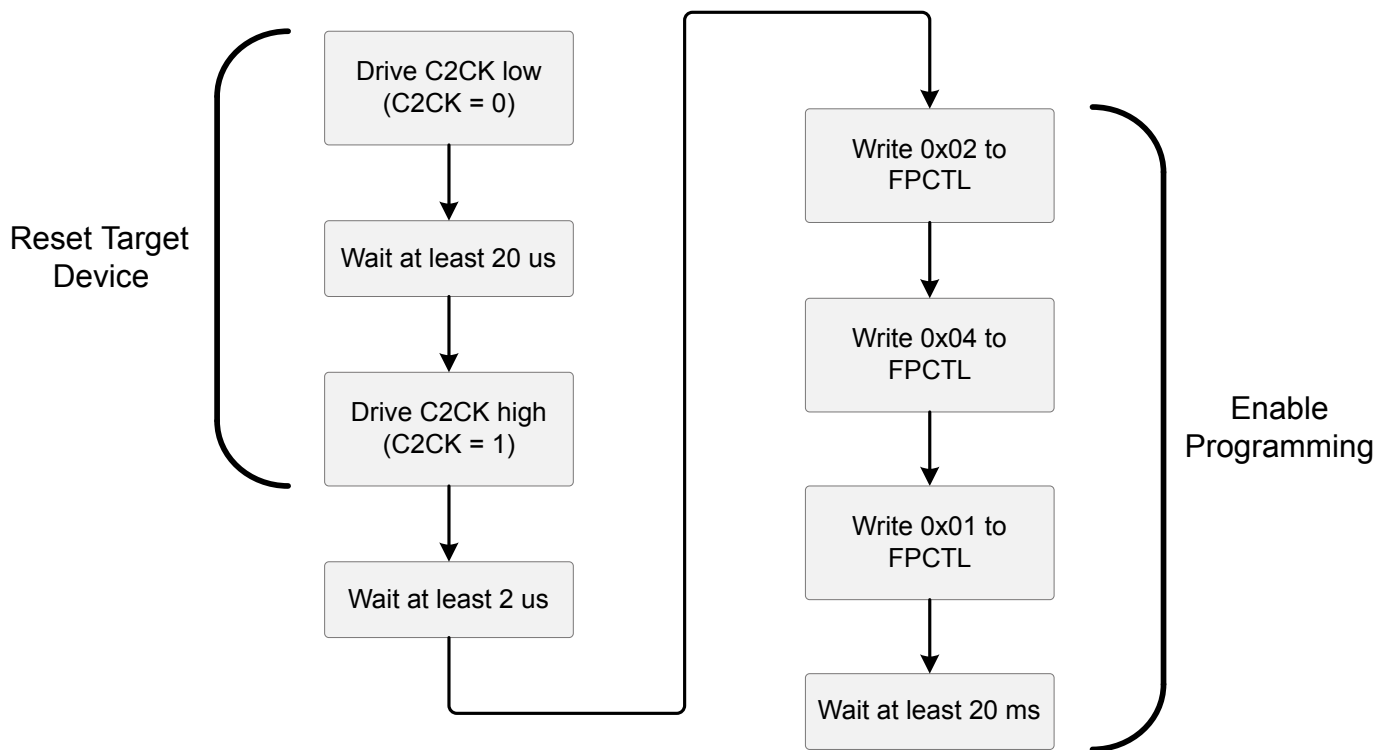 Reset Target
Device
Drive C2CK low
(C2CK = 0)
Wait at least 20 us
Drive C2CK high
(C2CK = 1)
Wait at least 2 us
Write 0x02 to
FPCTL
Write 0x04 to
FPCTL
Write 0x01 to
FPCTL
Wait at least 20 ms
Enable
Programming